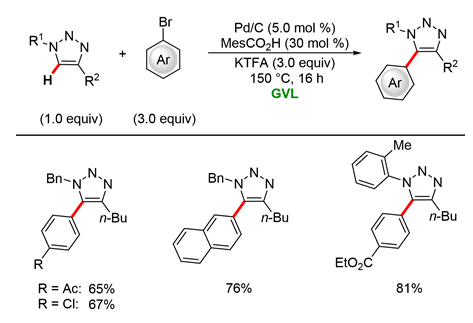 Br
R¹
N
N
N
H
R²
+
Ar
Pd/C (5.0 mol %)
MesCO₂H (30 mol %)
KTFA (3.0 equiv)
150 °C, 16 h
GVL
R¹
N
N
N
R²
Ar
(1.0 equiv) (3.0 equiv)
Bn
N
N
N
n-Bu
R
R = Ac: 65%
R = Cl: 67%
Bn
N
N
N
n-Bu
76%
Me
N
N
N
n-Bu
EtO₂C
81%